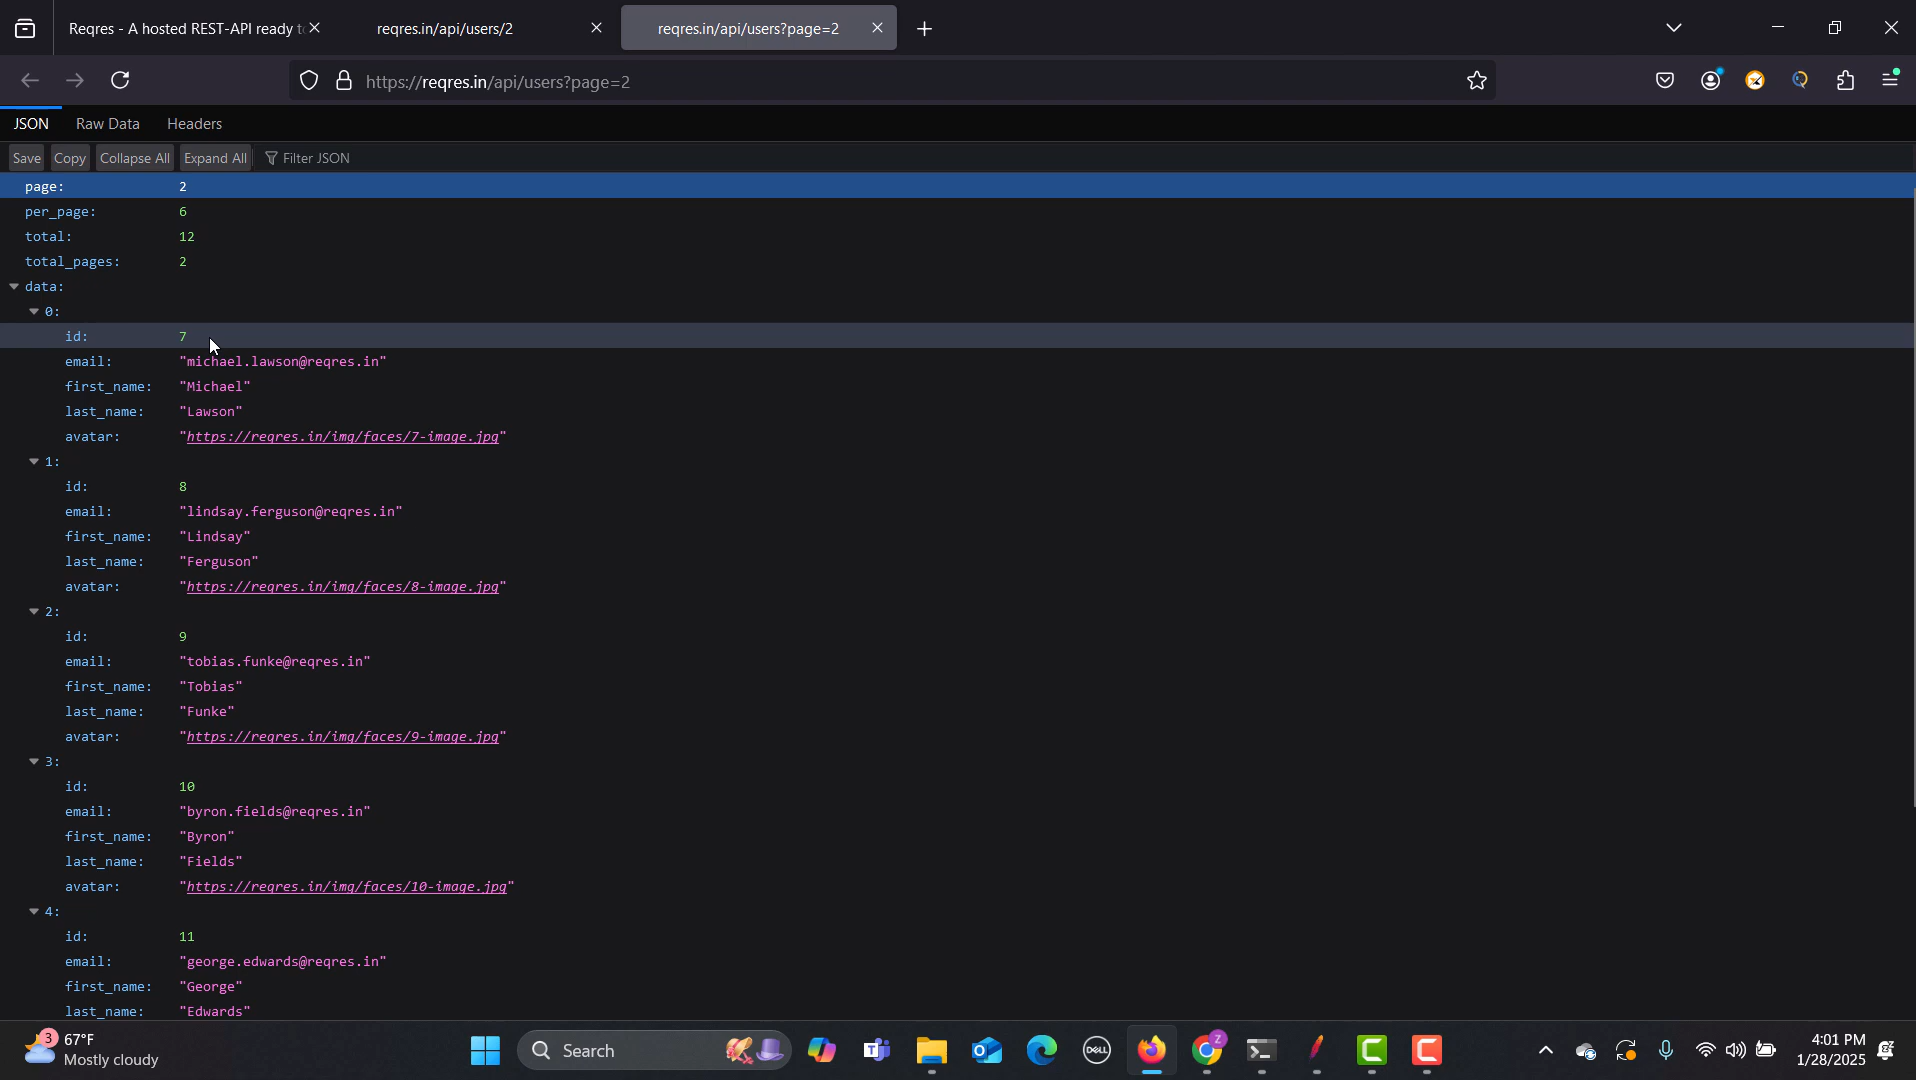 Reqres - A hosted REST-API ready to
reqres.in/api/users/2
reqres.in/api/users?page=2
https://reqres.in/api/users?page=2
JSON Raw Data Headers
Save Copy Collapse All Expand All Filter JSON
page: 2
per_page: 6
total: 12
total_pages: 2
data:
0:
id: 7
email: "michael.lawson@reqres.in"
first_name: "Michael"
last_name: "Lawson"
avatar: "https://reqres.in/img/faces/7-image.jpg"
1:
id: 8
email: "lindsay.ferguson@reqres.in"
first_name: "Lindsay"
last_name: "Ferguson"
avatar: "https://reqres.in/img/faces/8-image.jpg"
2:
id: 9
email: "tobias.funke@reqres.in"
first_name: "Tobias"
last_name: "Funke"
avatar: "https://reqres.in/img/faces/9-image.jpg"
3:
id: 10
email: "byron.fields@reqres.in"
first_name: "Byron"
last_name: "Fields"
avatar: "https://reqres.in/img/faces/10-image.jpg"
4:
id: 11
email: "george.edwards@reqres.in"
first_name: "George"
last_name: "Edwards"
3
67°F
Mostly cloudy
Search
DELL
Z
4:01 PM
1/28/2025